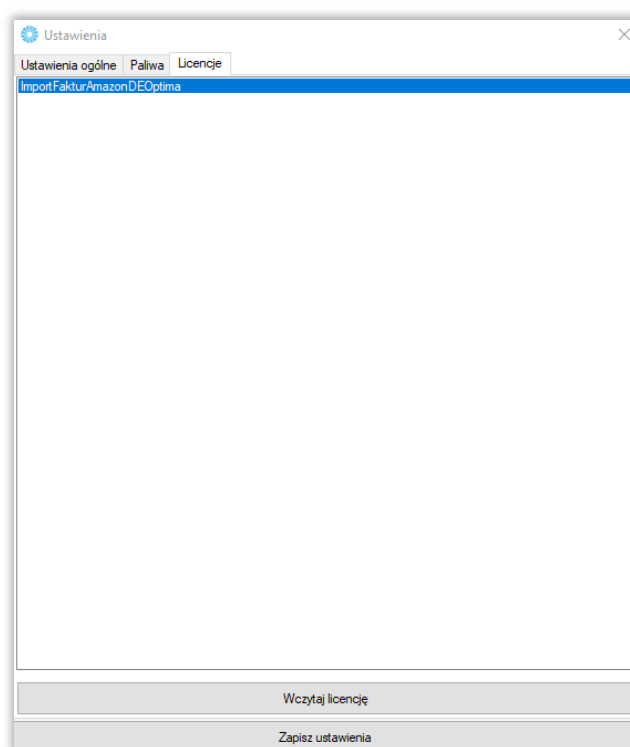 Ustawienia
Ustawienia ogólne Paliwa Licencje
ImportFakturAmazonDEOptima
Wczytaj licencję
Zapisz ustawienia